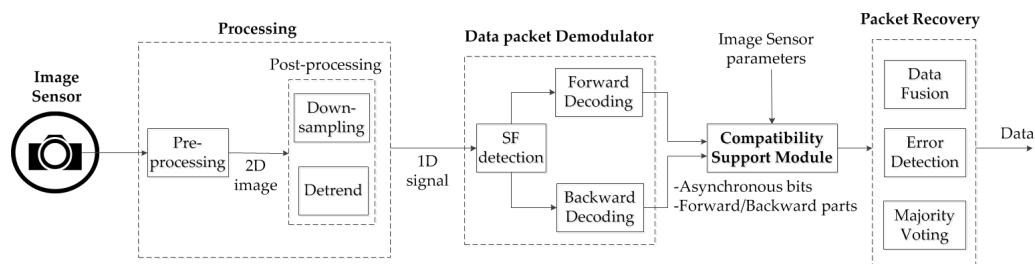 Processing
Data packet Demodulator
Image Sensor
parameters
Packet Recovery
Image
Sensor
Pre-
processing
2D
image
Post-processing
Down-
sampling
Detrend
1D
signal
SF
detection
Forward
Decoding
Backward
Decoding
Compatibility
Support Module
-Asynchronous bits
-Forward/Backward parts
Data
Fusion
Error
Detection
Majority
Voting
Data